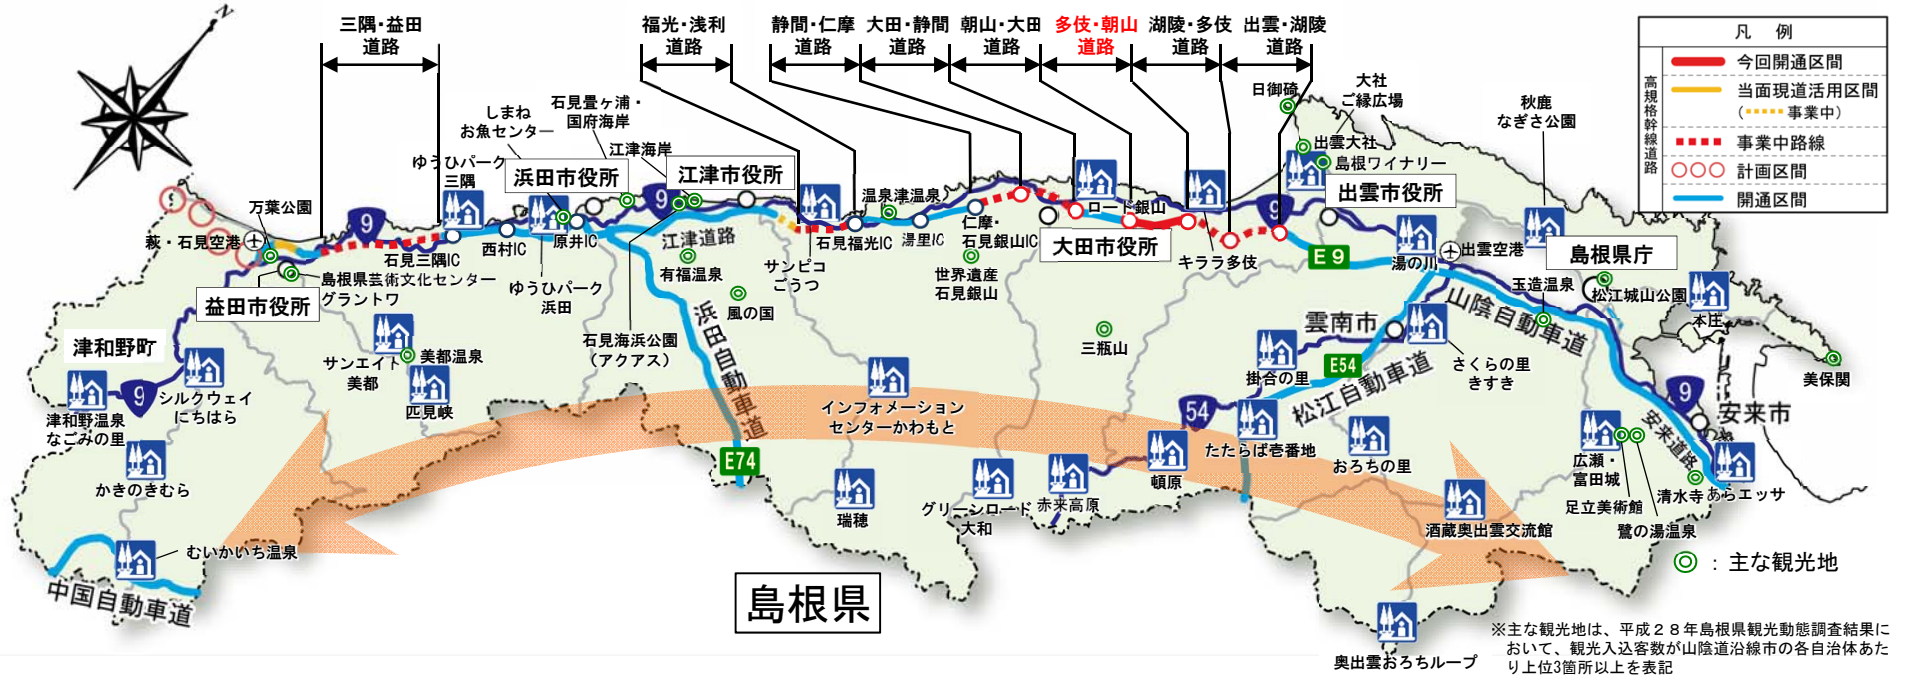 N
三隅・益田
道路
福光・浅利
道路
静間・仁摩
道路
大田・静間
道路
朝山・大田
道路
多伎・朝山
道路
湖陵・多伎
道路
出雲・湖陵
道路
凡 例
高規格幹線道路
今回開通区間
当面現道活用区間
（ 事業中）
事業中路線
計画区間
開通区間
日御碕
大社
ご縁広場
出雲大社
島根ワイナリー
秋鹿
なぎさ公園
しまね
お魚センター
石見畳ヶ浦・
国府海岸
江津海岸
ゆうひパーク
三隅
浜田市役所
江津市役所
出雲市役所
万葉公園
萩・石見空港
9
9
9
石見三隅IC
西村IC
原井IC
江津道路
有福温泉
サンピコ
ごうつ
石見福光IC
温泉津温泉
湯里IC
仁摩・
石見銀山IC
世界遺産
石見銀山
大田市役所
ロード銀山
キララ多伎
E9
湯の川
出雲空港
島根県庁
玉造温泉
松江城山公園
本庄
美保関
島根県芸術文化センター
グラントワ
益田市役所
ゆうひパーク
浜田
風の国
石見海浜公園
（アクアス）
浜田自動車道
三瓶山
雲南市
山陰自動車道
さくらの里
きすき
掛合の里
E54
松江自動車道
津和野町
9
津和野温泉
なごみの里
シルクウェイ
にちはら
サンエイト
美都
美都温泉
匹見峡
インフォメーション
センターかわもと
54
たたらば壱番地
おろちの里
9
安来市
安来道路
広瀬・
富田城
清水寺
あらエッサ
足立美術館
鷺の湯温泉
かきのきむら
E74
瑞穂
グリーンロード
大和
赤来高原
頓原
酒蔵奥出雲交流館
むいかいち温泉
中国自動車道
島根県
：主な観光地
奥出雲おろちループ
※主な観光地は、平成２８年島根県観光動態調査結果に
おいて、観光入込客数が山陰道沿線市の各自治体あた
り上位3箇所以上を表記